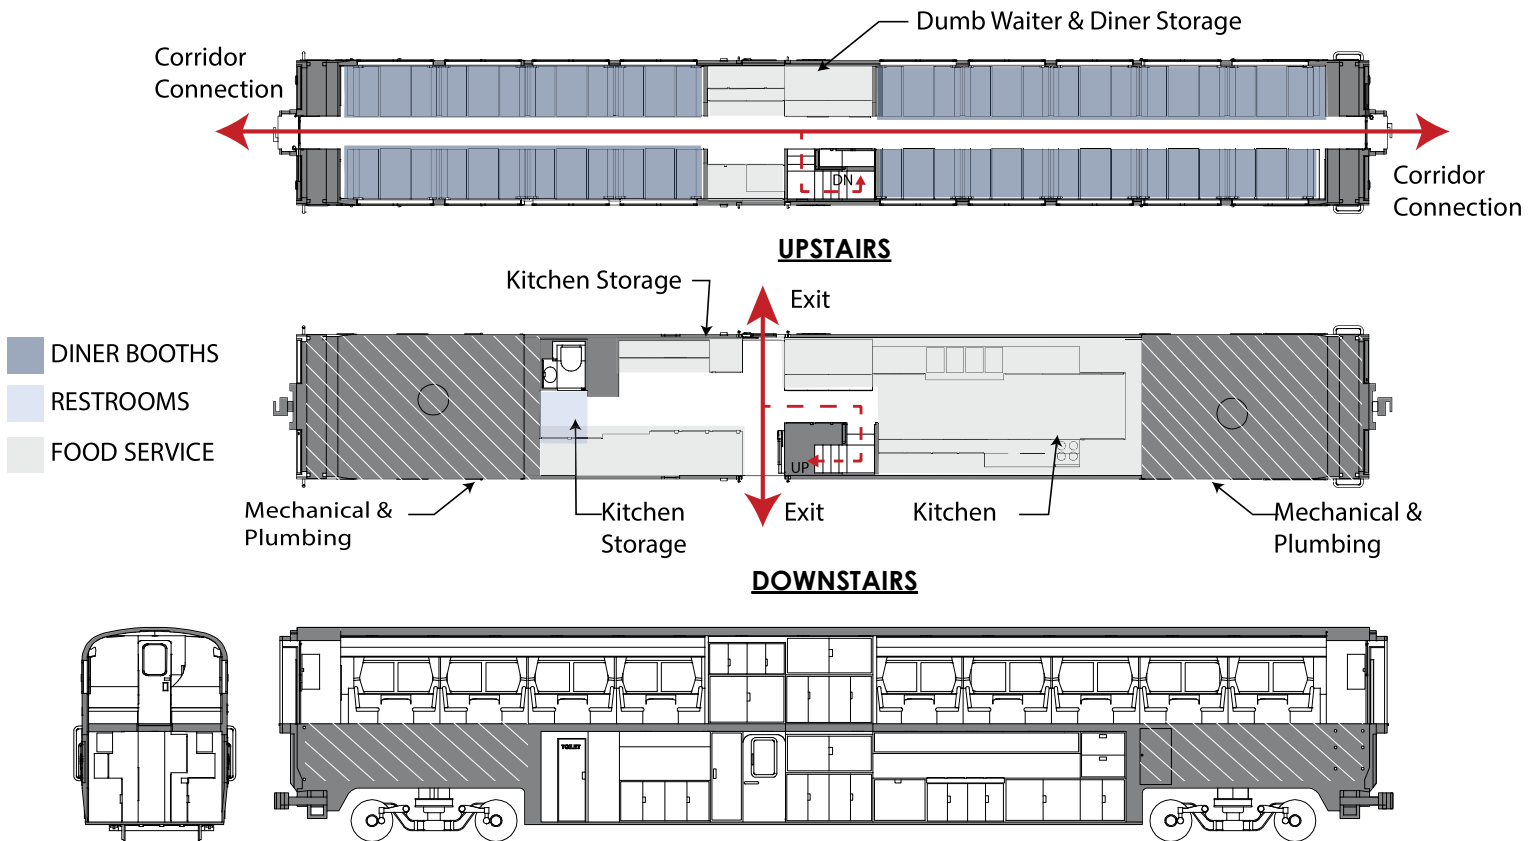 Dumb Waiter & Diner Storage
Corridor
Connection
DN
Corridor
Connection
UPSTAIRS
Kitchen Storage
Exit
DINER BOOTHS
RESTROOMS
FOOD SERVICE
UP
Mechanical &
Plumbing
Kitchen
Storage
Exit
Kitchen
Mechanical &
Plumbing
DOWNSTAIRS
TOILET